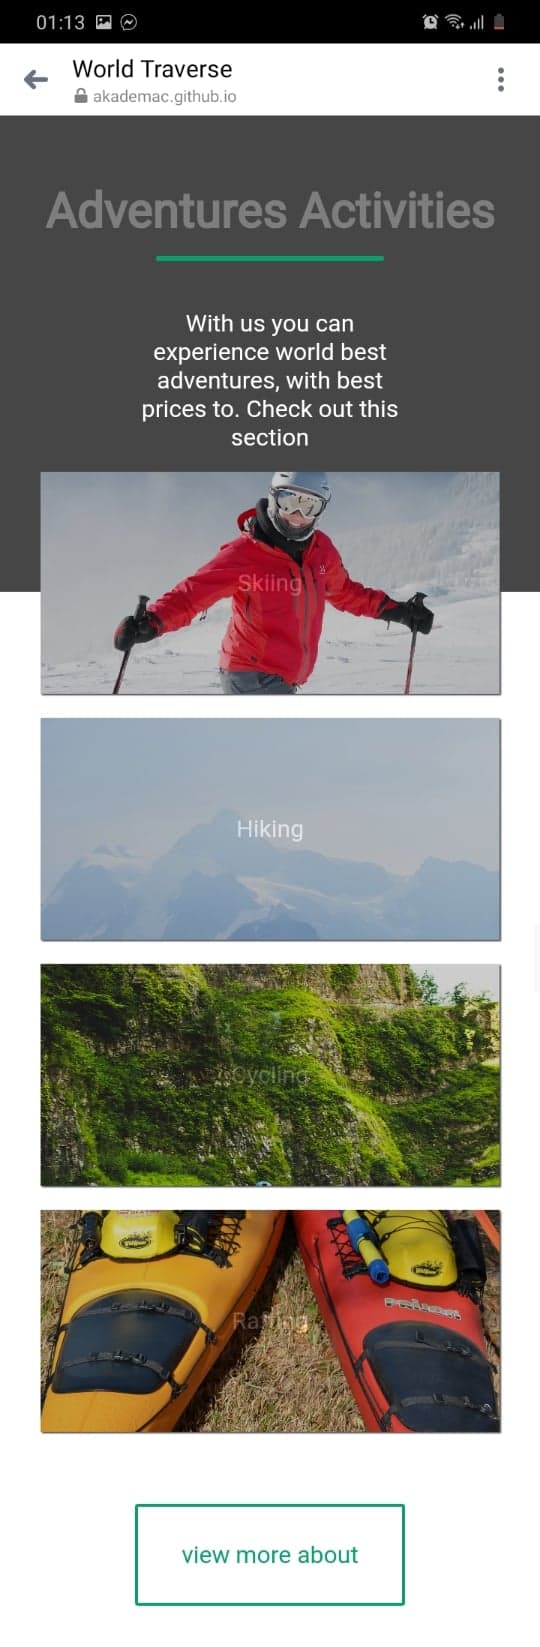 01:13
World Traverse
akademac.github.io
Adventures Activities
With us you can
experience world best
adventures, with best
prices to. Check out this
section
Skiing
Hiking
Cycling
Rafting
view more about